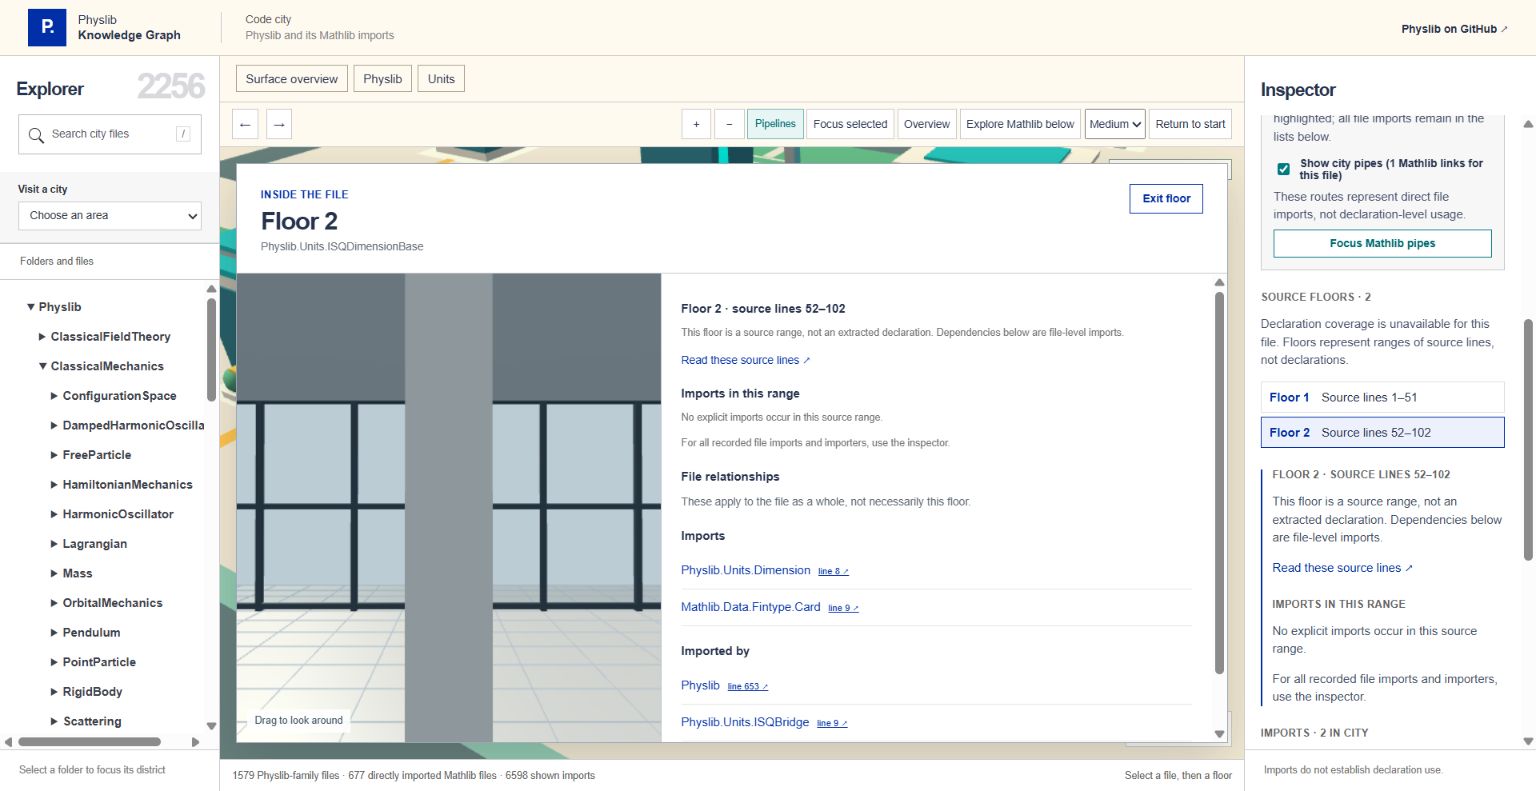 P.
Physlib
Knowledge Graph
Code city
Physlib and its Mathlib imports
Physlib on GitHub ↗
Explorer
2256
Search city files
/
Visit a city
Choose an area
Folders and files
▼ Physlib
▶ ClassicalFieldTheory
▼ ClassicalMechanics
▶ ConfigurationSpace
▶ DampedHarmonicOscilla
▶ FreeParticle
▶ HamiltonianMechanics
▶ HarmonicOscillator
▶ Lagrangian
▶ Mass
▶ OrbitalMechanics
▶ Pendulum
▶ PointParticle
▶ RigidBody
▶ Scattering
Select a folder to focus its district
Surface overview
Physlib
Units
←
→
+
−
Pipelines
Focus selected
Overview
Explore Mathlib below
Medium
Return to start
INSIDE THE FILE
Floor 2
Physlib.Units.ISQDimensionBase
Exit floor
Drag to look around
Floor 2 · source lines 52–102
This floor is a source range, not an extracted declaration. Dependencies below are file-level imports.
Read these source lines ↗
Imports in this range
No explicit imports occur in this source range.
For all recorded file imports and importers, use the inspector.
File relationships
These apply to the file as a whole, not necessarily this floor.
Imports
Physlib.Units.Dimension line 8 ↗
Mathlib.Data.Fintype.Card line 9 ↗
Imported by
Physlib line 653 ↗
Physlib.Units.ISQBridge line 9 ↗
1579 Physlib-family files · 677 directly imported Mathlib files · 6598 shown imports
Select a file, then a floor
Inspector
highlighted; all file imports remain in the
lists below.
Show city pipes (1 Mathlib links for
this file)
These routes represent direct file
imports, not declaration-level usage.
Focus Mathlib pipes
SOURCE FLOORS · 2
Declaration coverage is unavailable for this
file. Floors represent ranges of source lines,
not declarations.
Floor 1 Source lines 1–51
Floor 2 Source lines 52–102
FLOOR 2 · SOURCE LINES 52–102
This floor is a source range, not an
extracted declaration. Dependencies below
are file-level imports.
Read these source lines ↗
IMPORTS IN THIS RANGE
No explicit imports occur in this source
range.
For all recorded file imports and importers,
use the inspector.
IMPORTS · 2 IN CITY
Imports do not establish declaration use.